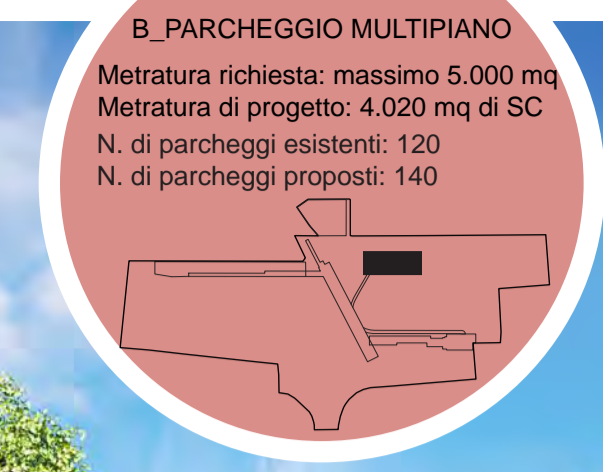 B_PARCHEGGIO MULTIPIANO
Metratura richiesta: massimo 5.000 mq
Metratura di progetto: 4.020 mq di SC
N. di parcheggi esistenti: 120
N. di parcheggi proposti: 140